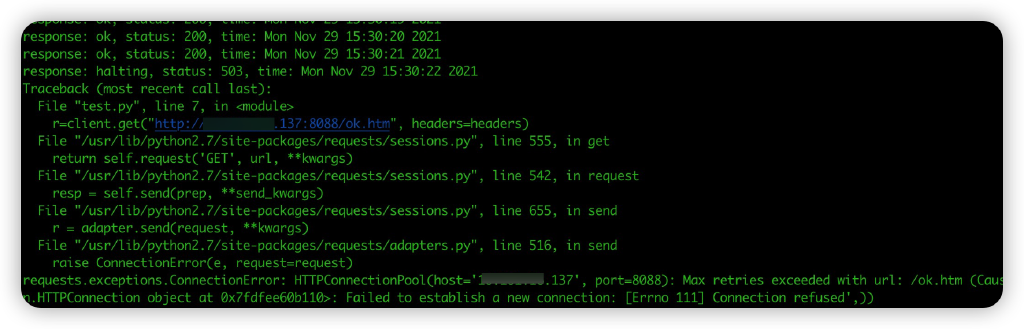 response: ok, status: 200, time: Mon Nov 29 15:30:19 2021
response: ok, status: 200, time: Mon Nov 29 15:30:20 2021
response: ok, status: 200, time: Mon Nov 29 15:30:21 2021
response: halting, status: 503, time: Mon Nov 29 15:30:22 2021
Traceback (most recent call last):
  File "test.py", line 7, in <module>
    r=client.get("http://.137:8088/ok.htm", headers=headers)
  File "/usr/lib/python2.7/site-packages/requests/sessions.py", line 555, in get
    return self.request('GET', url, **kwargs)
  File "/usr/lib/python2.7/site-packages/requests/sessions.py", line 542, in request
    resp = self.send(prep, **send_kwargs)
  File "/usr/lib/python2.7/site-packages/requests/sessions.py", line 655, in send
    r = adapter.send(request, **kwargs)
  File "/usr/lib/python2.7/site-packages/requests/adapters.py", line 516, in send
    raise ConnectionError(e, request=request)
requests.exceptions.ConnectionError: HTTPConnectionPool(host='.137', port=8088): Max retries exceeded with url: /ok.htm (Caus
n.HTTPConnection object at 0x7fdfee60b110>: Failed to establish a new connection: [Errno 111] Connection refused',))